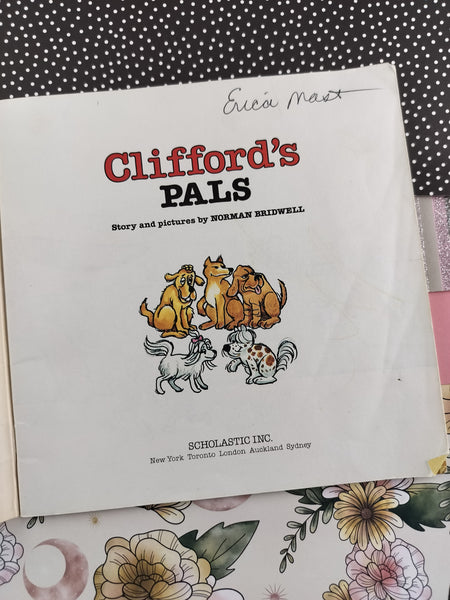 Erica Mast
Clifford's
PALS
Story and pictures by NORMAN BRIDWELL
SCHOLASTIC INC.
New York Toronto London Auckland Sydney